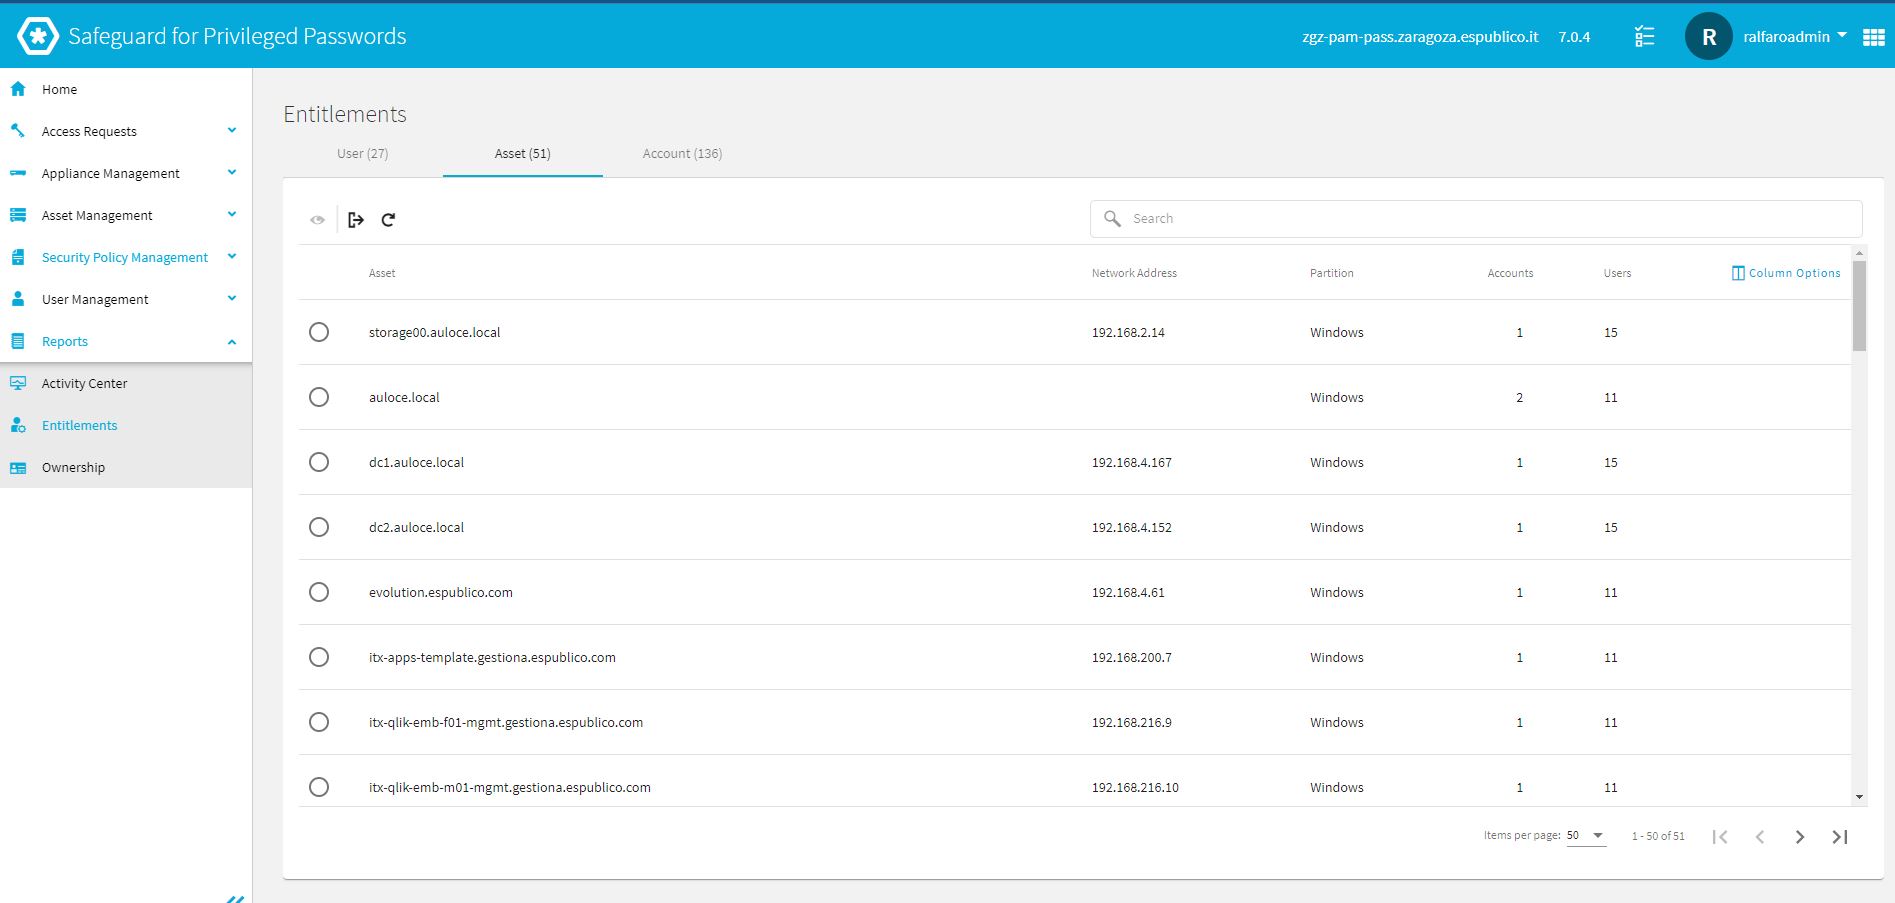 Safeguard for Privileged Passwords
zgz-pam-pass.zaragoza.espublico.it 7.0.4 R ralfaroadmin
Home
Access Requests
Appliance Management
Asset Management
Security Policy Management
User Management
Reports
Activity Center
Entitlements
Ownership
Entitlements
User (27) Asset (51) Account (136)
Search
Asset Network Address Partition Accounts Users Column Options
storage00.auloce.local 192.168.2.14 Windows 1 15
auloce.local Windows 2 11
dc1.auloce.local 192.168.4.167 Windows 1 15
dc2.auloce.local 192.168.4.152 Windows 1 15
evolution.espublico.com 192.168.4.61 Windows 1 11
itx-apps-template.gestiona.espublico.com 192.168.200.7 Windows 1 11
itx-qlik-emb-f01-mgmt.gestiona.espublico.com 192.168.216.9 Windows 1 11
itx-qlik-emb-m01-mgmt.gestiona.espublico.com 192.168.216.10 Windows 1 11
Items per page: 50 1 - 50 of 51